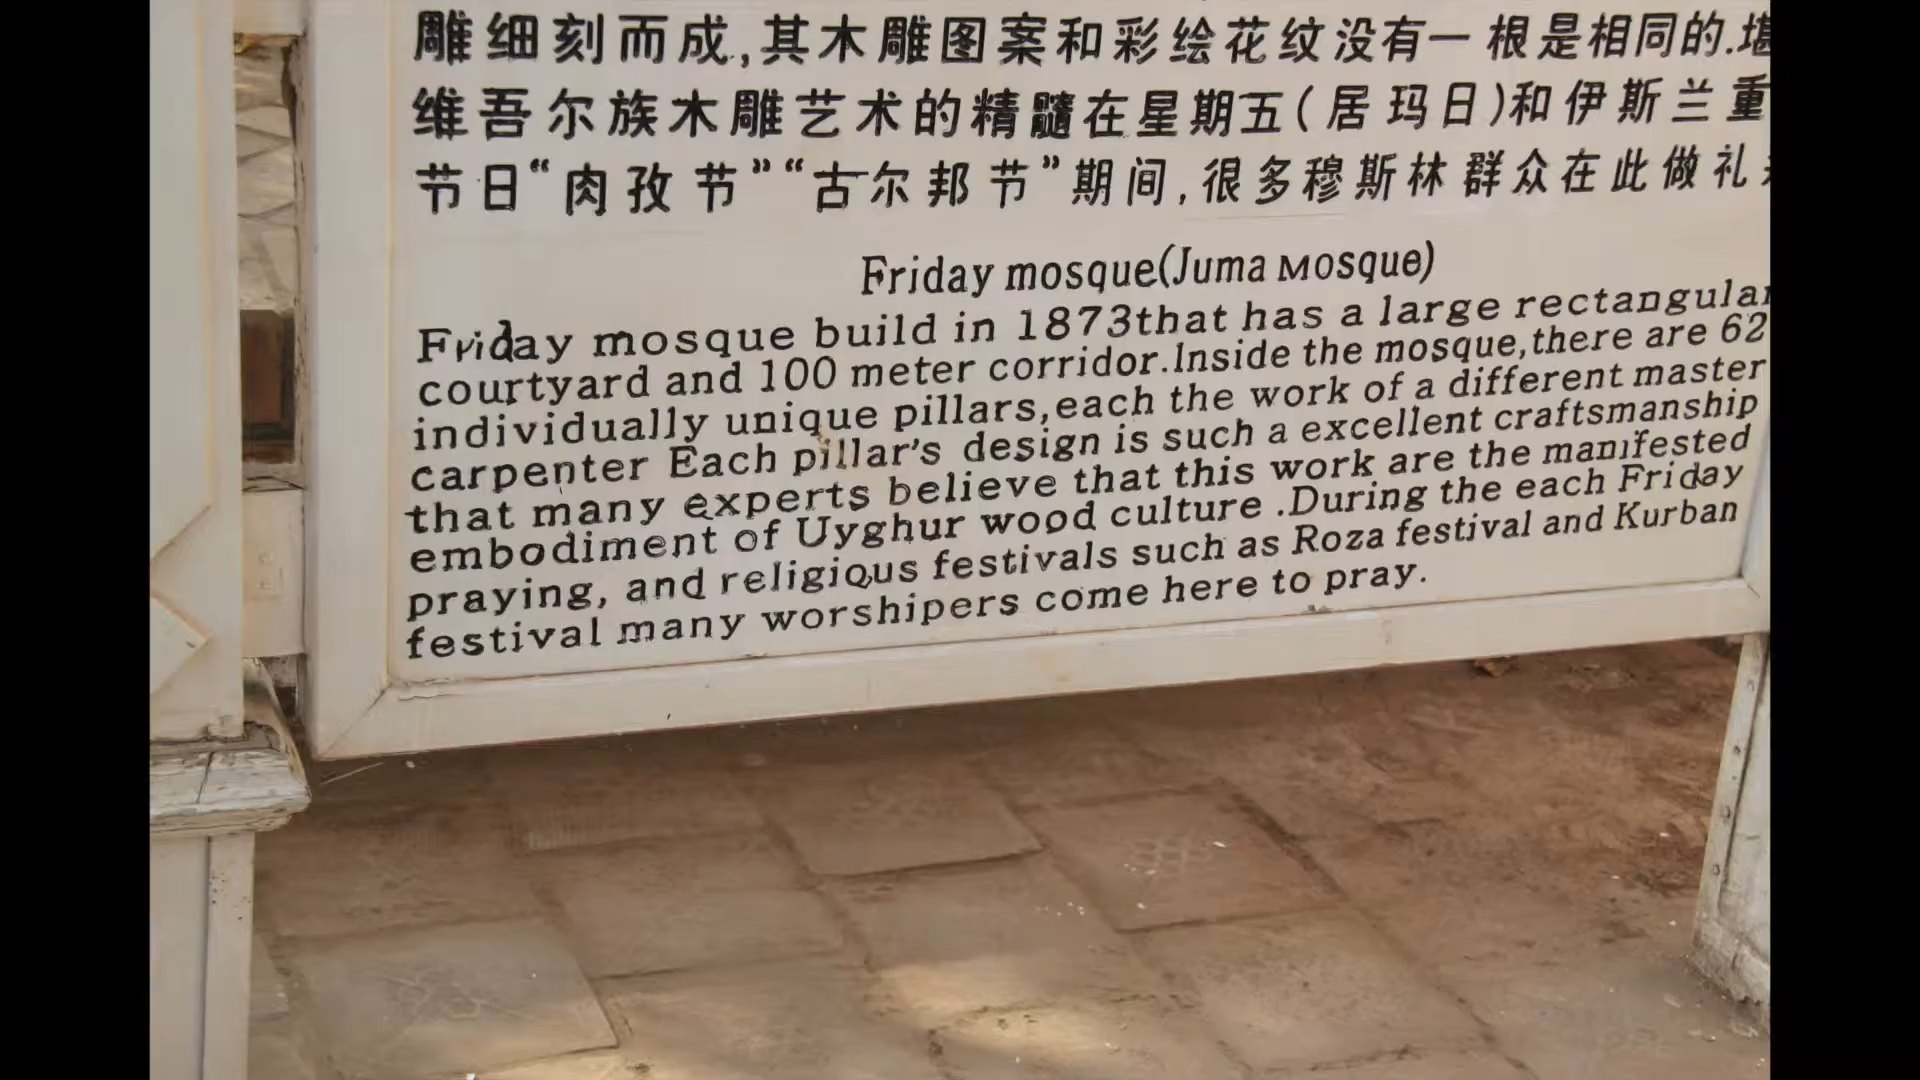 雕细刻而成,其木雕图案和彩绘花纹没有一根是相同的.堪
维吾尔族木雕艺术的精髓在星期五(居玛日)和伊斯兰重
节日“肉孜节”“古尔邦节”期间,很多穆斯林群众在此做礼
Friday mosque(Juma Mosque)
Friday mosque build in 1873that has a large rectangular
courtyard and 100 meter corridor.Inside the mosque,there are 62
individually unique pillars,each the work of a different master
carpenter Each pillar's design is such a excellent craftsmanship
that many experts believe that this work are the manifested
embodiment of Uyghur wood culture .During the each Friday
praying, and religious festivals such as Roza festival and Kurban
festival many worshipers come here to pray.